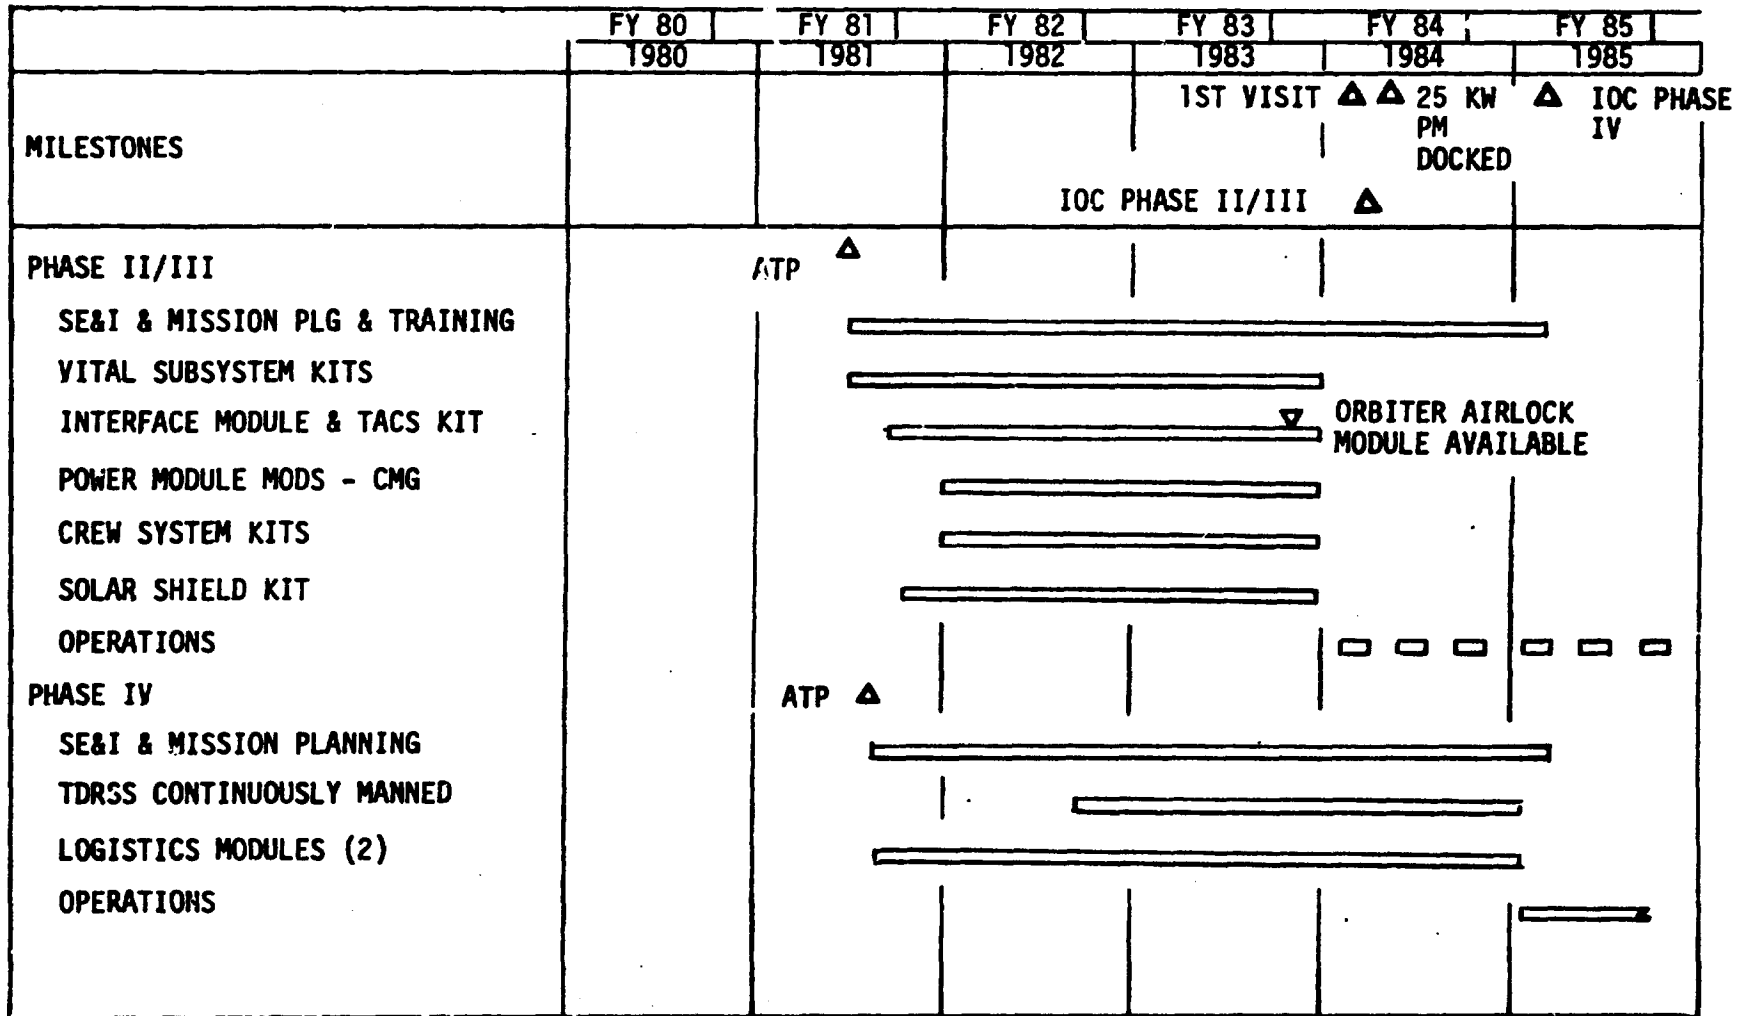 FY 80 FY 81 FY 82 FY 83 FY 84 FY 85
1980 1981 1982 1983 1984 1985
MILESTONES
1ST VISIT
25 KW
PM
DOCKED
IOC PHASE
IV
IOC PHASE II/III
PHASE II/III
ATP
SE&I & MISSION PLG & TRAINING
VITAL SUBSYSTEM KITS
INTERFACE MODULE & TACS KIT
ORBITER AIRLOCK
MODULE AVAILABLE
POWER MODULE MODS - CMG
CREW SYSTEM KITS
SOLAR SHIELD KIT
OPERATIONS
PHASE IV
ATP
SE&I & MISSION PLANNING
TDRSS CONTINUOUSLY MANNED
LOGISTICS MODULES (2)
OPERATIONS